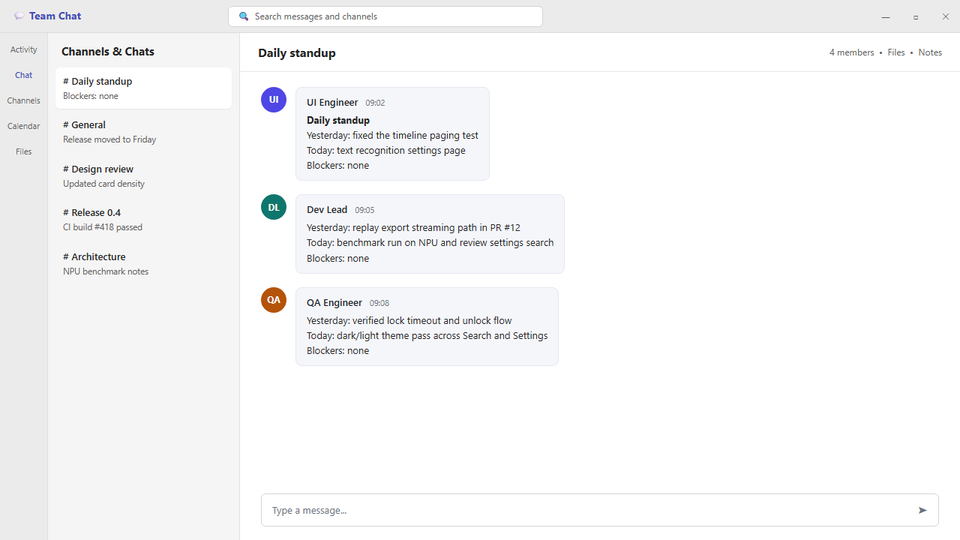 Team Chat
Search messages and channels
Activity
Chat
Channels
Calendar
Files
Channels & Chats
# Daily standup
Blockers: none
# General
Release moved to Friday
# Design review
Updated card density
# Release 0.4
CI build #418 passed
# Architecture
NPU benchmark notes
Daily standup
4 members • Files • Notes
UI
UI Engineer 09:02
Daily standup
Yesterday: fixed the timeline paging test
Today: text recognition settings page
Blockers: none
DL
Dev Lead 09:05
Yesterday: replay export streaming path in PR #12
Today: benchmark run on NPU and review settings search
Blockers: none
QA
QA Engineer 09:08
Yesterday: verified lock timeout and unlock flow
Today: dark/light theme pass across Search and Settings
Blockers: none
Type a message...